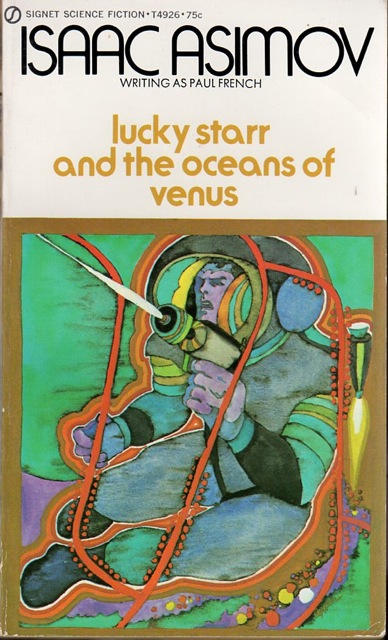 SIGNET SCIENCE FICTION • T4926 • 75c
ISAAC ASIMOV
WRITING AS PAUL FRENCH
lucky starr
and the oceans of
venus